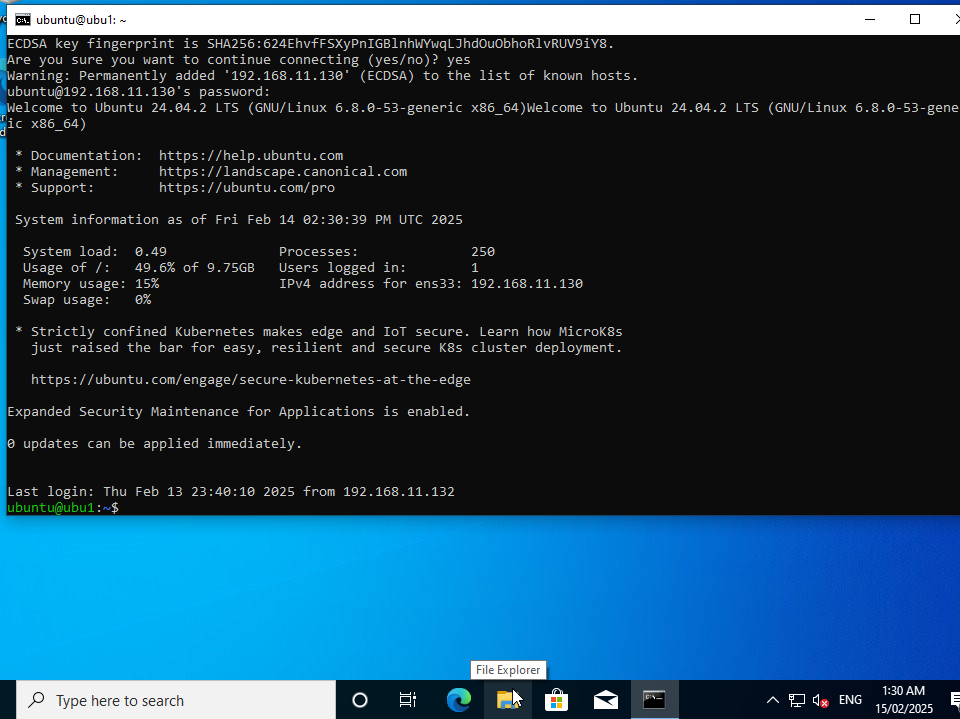 ubuntu@ubu1: ~
ECDSA key fingerprint is SHA256:624EhvfFSXyPnIGBlnhWYwqLJhdOuObhoRlvRUV9iY8.
Are you sure you want to continue connecting (yes/no)? yes
Warning: Permanently added '192.168.11.130' (ECDSA) to the list of known hosts.
ubuntu@192.168.11.130's password:
Welcome to Ubuntu 24.04.2 LTS (GNU/Linux 6.8.0-53-generic x86_64)Welcome to Ubuntu 24.04.2 LTS (GNU/Linux 6.8.0-53-gene
ic x86_64)
* Documentation:  https://help.ubuntu.com
* Management:     https://landscape.canonical.com
* Support:        https://ubuntu.com/pro
System information as of Fri Feb 14 02:30:39 PM UTC 2025
System load:  0.49              Processes:              250
Usage of /:   49.6% of 9.75GB   Users logged in:        1
Memory usage: 15%               IPv4 address for ens33: 192.168.11.130
Swap usage:   0%
* Strictly confined Kubernetes makes edge and IoT secure. Learn how MicroK8s
just raised the bar for easy, resilient and secure K8s cluster deployment.
https://ubuntu.com/engage/secure-kubernetes-at-the-edge
Expanded Security Maintenance for Applications is enabled.
0 updates can be applied immediately.
Last login: Thu Feb 13 23:40:10 2025 from 192.168.11.132
ubuntu@ubu1:~$
File Explorer
Type here to search
ENG
1:30 AM
15/02/2025